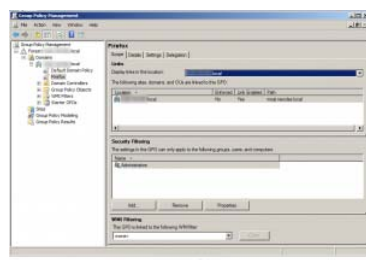 Group Policy Management
File Action View Window Help
Group Policy Management
Forest: local
Domains
local
Default Domain Policy
Firefox
Domain Controllers
Group Policy Objects
WMI Filters
Starter GPOs
Sites
Group Policy Modeling
Group Policy Results
Firefox
Scope Details Settings Delegation
Links
Display links in this location: local
The following sites, domains, and OUs are linked to this GPO:
Location Enforced Link Enabled Path
No Yes
Security Filtering
The settings in this GPO can only apply to the following groups, users, and computers:
Name
Administrators
Add... Remove Properties
WMI Filtering
This GPO is linked to the following WMI filter:
<none> Open